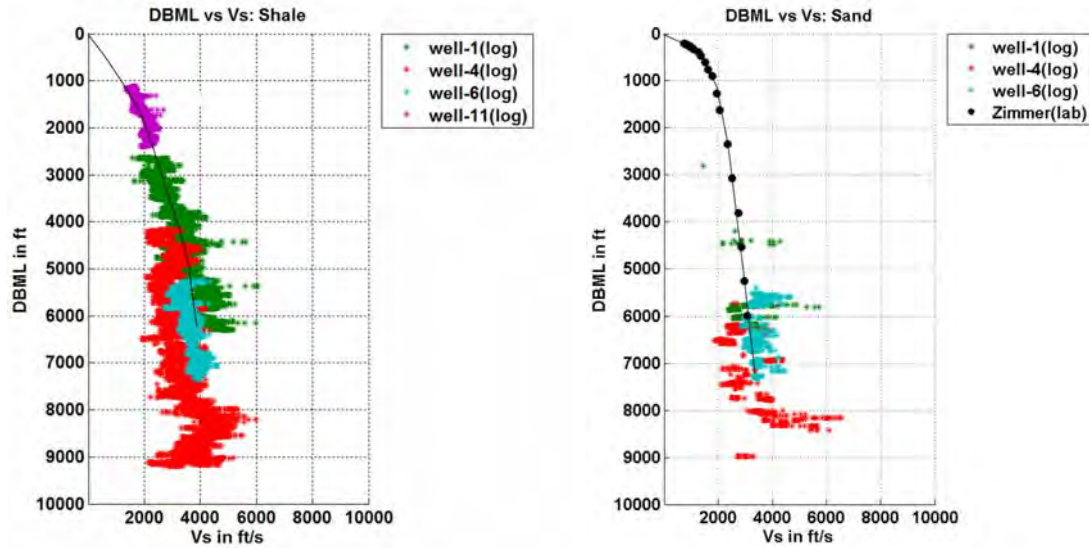 DBML vs Vs: Shale
0
1000
2000
3000
4000
5000
6000
7000
8000
9000
10000
DBML in ft
0 2000 4000 6000 8000 10000
Vs in ft/s
well-1(log)
well-4(log)
well-6(log)
well-11(log)
DBML vs Vs: Sand
0
1000
2000
3000
4000
5000
6000
7000
8000
9000
10000
DBML in ft
2000 4000 6000 8000 10000
Vs in ft/s
well-1(log)
well-4(log)
well-6(log)
Zimmer(lab)